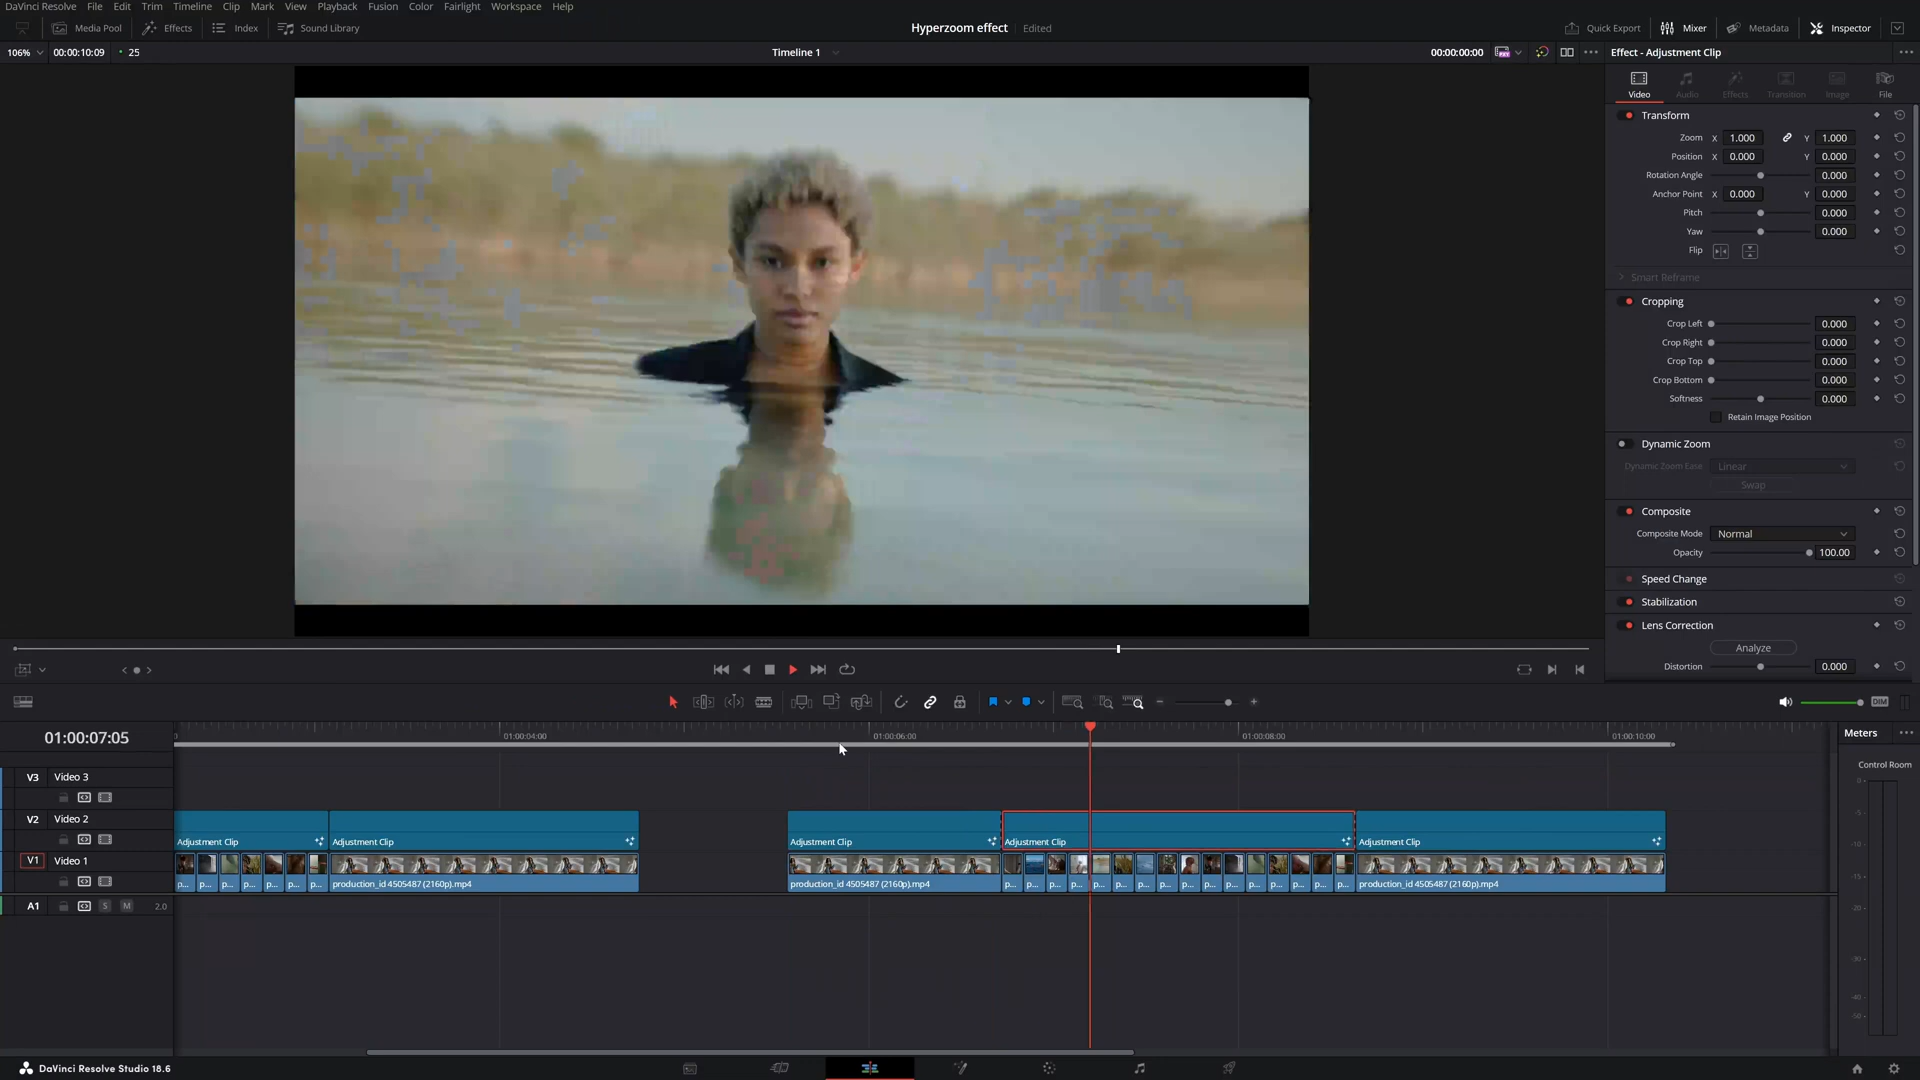 DaVinci Resolve File Edit Trim Timeline Clip Mark View Playback Fusion Color Fairlight Workspace Help
Media Pool Effects Index Sound Library Hyperzoom effect Edited Quick Export Mixer Metadata Inspector
106% 00:00:10:09 25 Timeline 1 00:00:00:00 Effect - Adjustment Clip
Video Audio Effects Transition Image File
Transform
Zoom X 1.000 Y 1.000
Position X 0.000 Y 0.000
Rotation Angle 0.000
Anchor Point X 0.000 Y 0.000
Pitch 0.000
Yaw 0.000
Flip
Smart Reframe
Cropping
Crop Left 0.000
Crop Right 0.000
Crop Top 0.000
Crop Bottom 0.000
Softness 0.000
Retain Image Position
Dynamic Zoom
Dynamic Zoom Ease Linear
Swap
Composite
Composite Mode Normal
Opacity 100.00
Speed Change
Stabilization
Lens Correction
Analyze
Distortion 0.000
DIM
01:00:07:05 01:00:04:00 01:00:06:00 01:00:08:00 01:00:10:00 Meters
Control Room
V3 Video 3
V2 Video 2
Adjustment Clip Adjustment Clip Adjustment Clip Adjustment Clip Adjustment Clip
V1 Video 1
p... p... p... p... p... p... p... production_id 4505487 (2160p).mp4 production_id 4505487 (2160p).mp4 p... p... p... p... p... p... p... p... p... p... p... p... p... p... p... p... production_id 4505487 (2160p).mp4
A1 S M 2.0
0
-5
-10
-15
-20
-30
-40
-50
DaVinci Resolve Studio 18.6